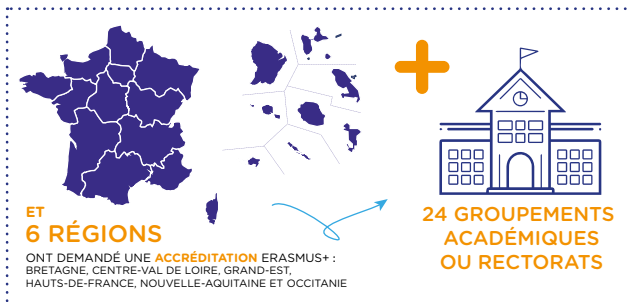 ET
6 RÉGIONS
ONT DEMANDÉ UNE ACCRÉDITATION ERASMUS+ :
BRETAGNE, CENTRE-VAL DE LOIRE, GRAND-EST,
HAUTS-DE-FRANCE, NOUVELLE-AQUITAINE ET OCCITANIE
24 GROUPEMENTS
ACADÉMIQUES
OU RECTORATS